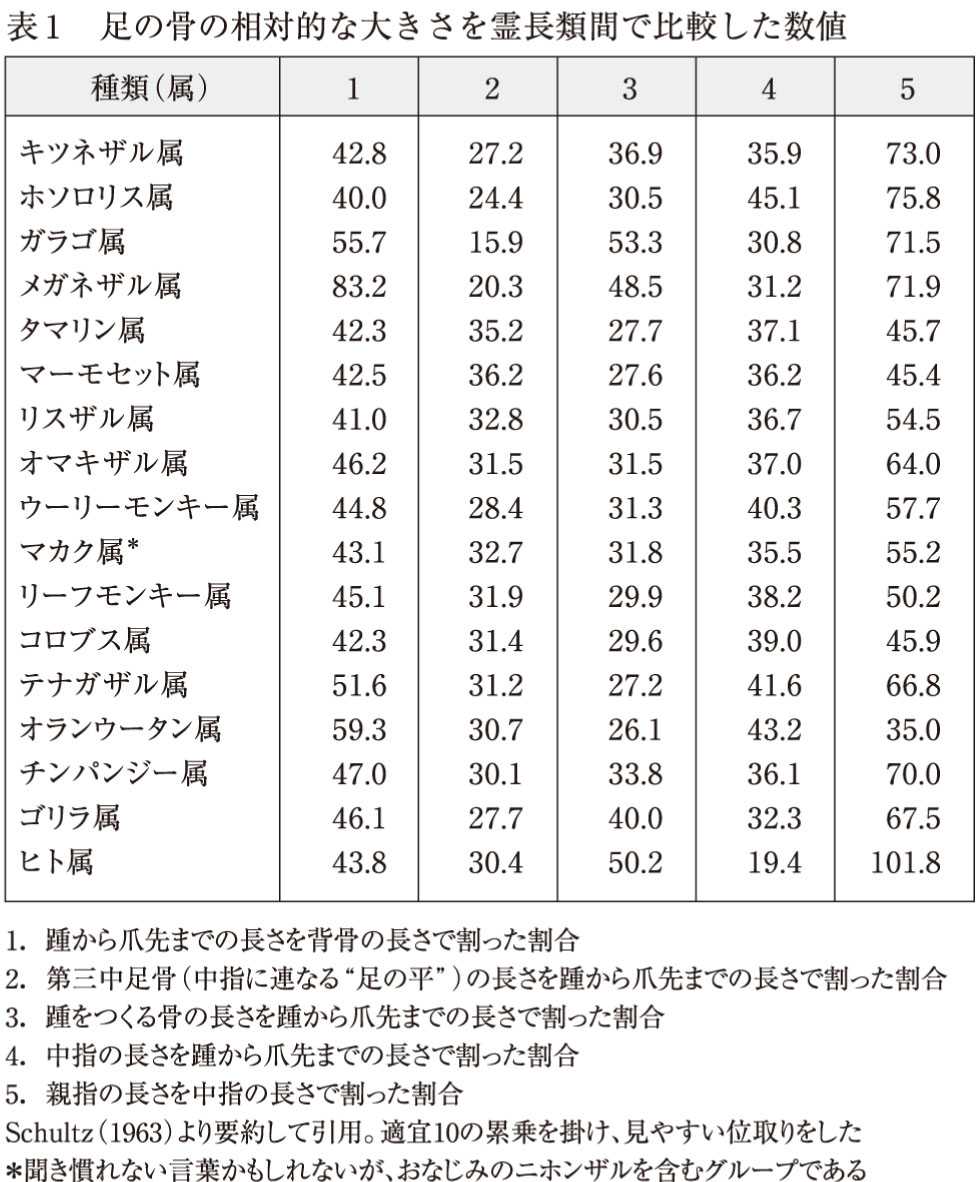 表1 足の骨の相対的な大きさを霊長類間で比較した数値
種類(属) 1 2 3 4 5
キツネザル属 42.8 27.2 36.9 35.9 73.0
ホソロリス属 40.0 24.4 30.5 45.1 75.8
ガラゴ属 55.7 15.9 53.3 30.8 71.5
メガネザル属 83.2 20.3 48.5 31.2 71.9
タマリン属 42.3 35.2 27.7 37.1 45.7
マーモセット属 42.5 36.2 27.6 36.2 45.4
リスザル属 41.0 32.8 30.5 36.7 54.5
オマキザル属 46.2 31.5 31.5 37.0 64.0
ウーリーモンキー属 44.8 28.4 31.3 40.3 57.7
マカク属* 43.1 32.7 31.8 35.5 55.2
リーフモンキー属 45.1 31.9 29.9 38.2 50.2
コロブス属 42.3 31.4 29.6 39.0 45.9
テナガザル属 51.6 31.2 27.2 41.6 66.8
オランウータン属 59.3 30.7 26.1 43.2 35.0
チンパンジー属 47.0 30.1 33.8 36.1 70.0
ゴリラ属 46.1 27.7 40.0 32.3 67.5
ヒト属 43.8 30.4 50.2 19.4 101.8
1. 踵から爪先までの長さを背骨の長さで割った割合
2. 第三中足骨(中指に連なる“足の平”)の長さを踵から爪先までの長さで割った割合
3. 踵をつくる骨の長さを踵から爪先までの長さで割った割合
4. 中指の長さを踵から爪先までの長さで割った割合
5. 親指の長さを中指の長さで割った割合
Schultz(1963)より要約して引用。適宜10の累乗を掛け、見やすい位取りをした
*聞き慣れない言葉かもしれないが、おなじみのニホンザルを含むグループである